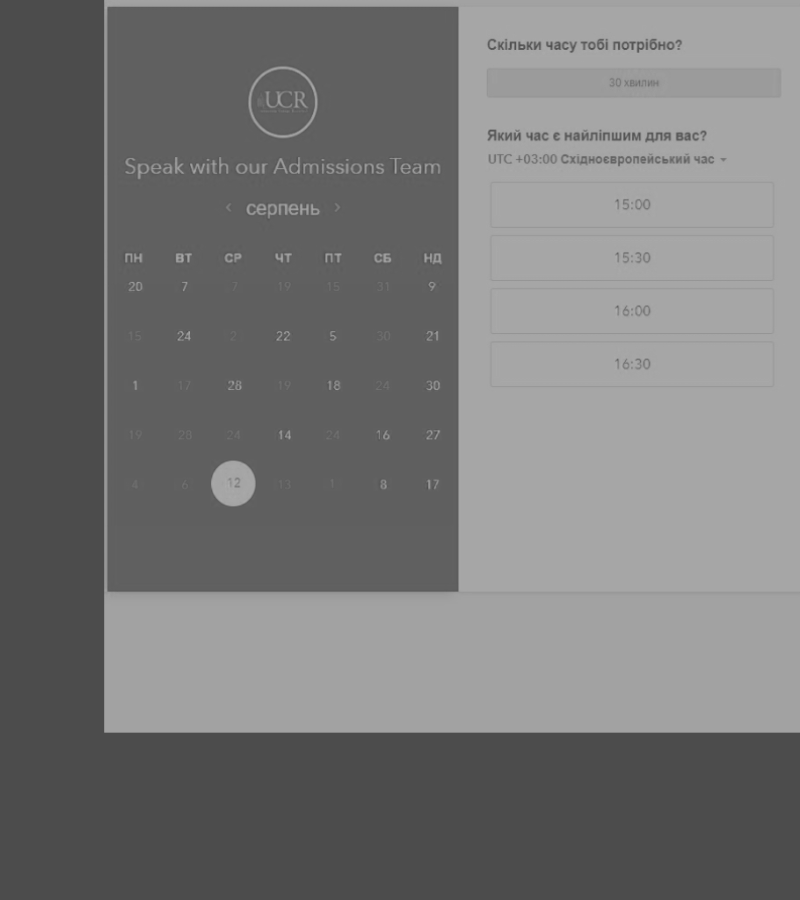 UCR
Speak with our Admissions Team
< серпень >
ПН ВТ СР ЧТ ПТ СБ НД
20 7 7 19 15 31 9
15 24 2 22 5 30 21
1 17 28 19 18 24 30
19 23 24 14 24 16 27
4 6 12 13 1 8 17
Скільки часу тобі потрібно?
30 хвилин
Який час є найліпшим для вас?
UTC +03:00 Східноєвропейський час
15:00
15:30
16:00
16:30